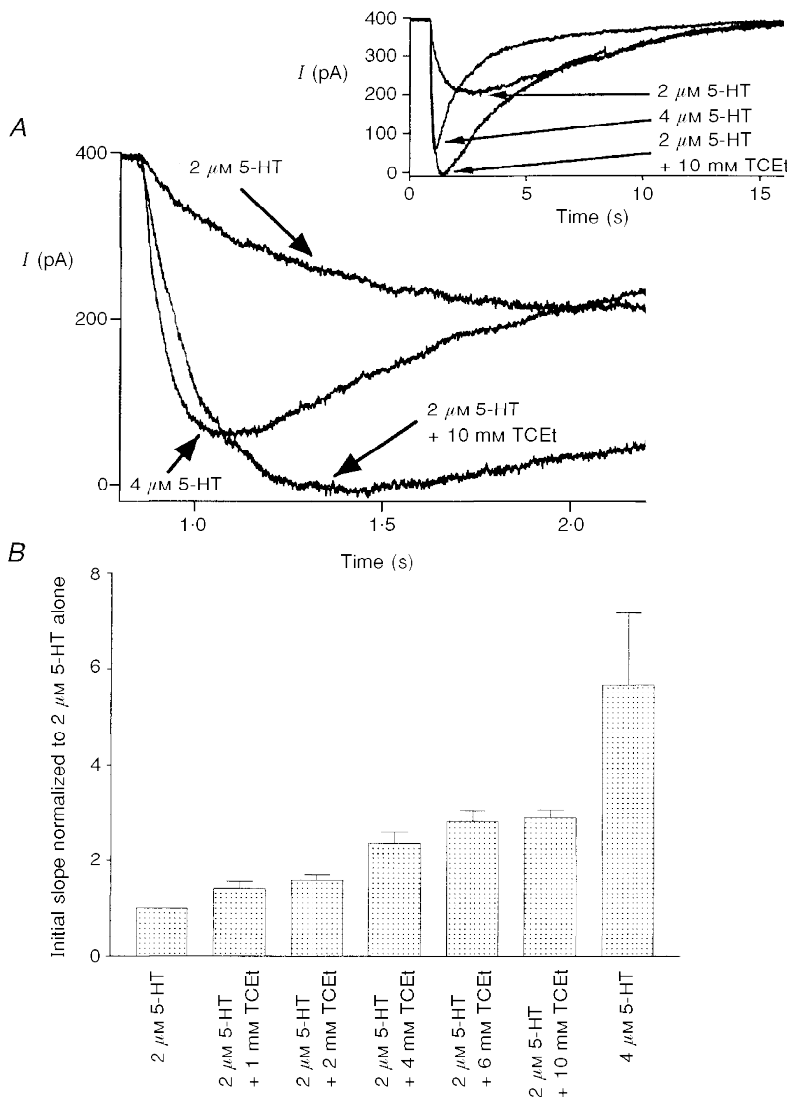 400
300
I (pA)
200
100
0
2 μM 5-HT
4 μM 5-HT
2 μM 5-HT
+ 10 mM TCEt
0
5
10
15
Time (s)
A
400
I (pA)
200
0
2 μM 5-HT
2 μM 5-HT
+ 10 mM TCEt
4 μM 5-HT
1·0
1·5
2·0
Time (s)
B
Initial slope normalized to 2 μM 5-HT alone
8
6
4
2
0
2 μM 5-HT
2 μM 5-HT
+ 1 mM TCEt
2 μM 5-HT
+ 2 mM TCEt
2 μM 5-HT
+ 4 mM TCEt
2 μM 5-HT
+ 6 mM TCEt
2 μM 5-HT
+ 10 mM TCEt
4 μM 5-HT